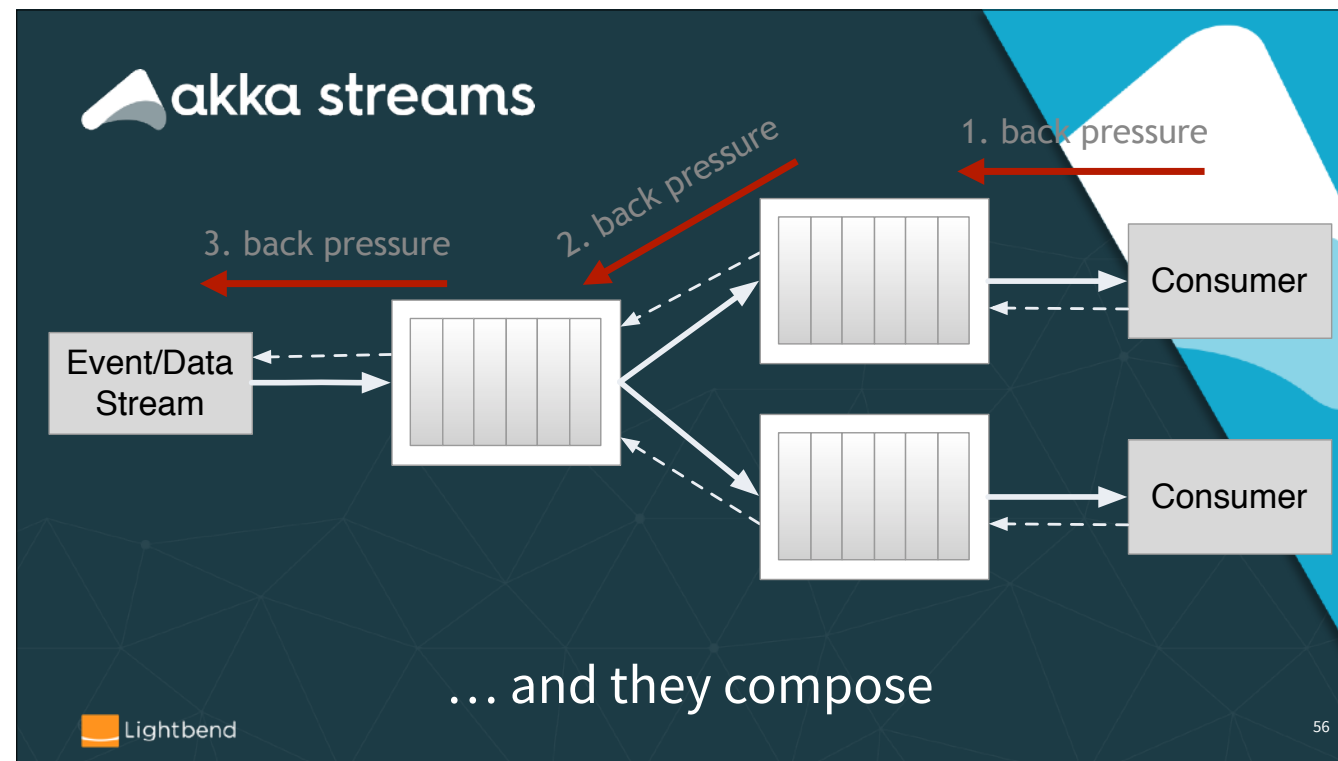 akka streams
1. back pressure
2. back pressure
3. back pressure
Consumer
Event/Data
Stream
Consumer
… and they compose
Lightbend
56